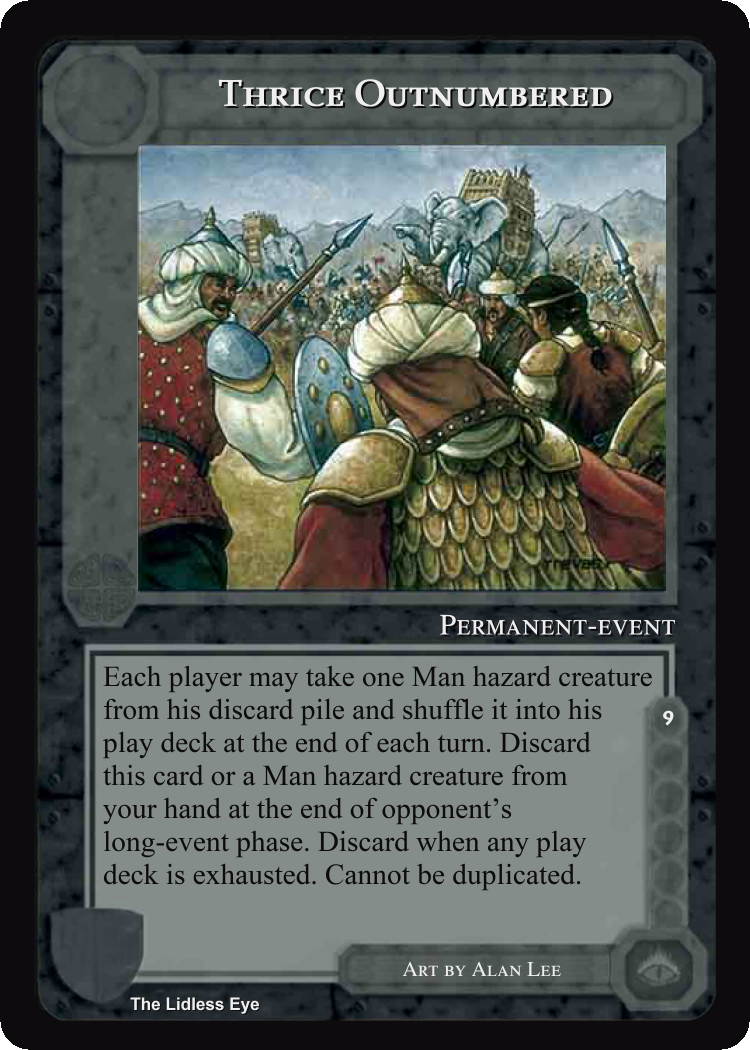 Thrice Outnumbered
Trevas
Permanent-event
Each player may take one Man hazard creature
from his discard pile and shuffle it into his
play deck at the end of each turn. Discard
9
this card or a Man hazard creature from
your hand at the end of opponent's
long-event phase. Discard when any play
deck is exhausted. Cannot be duplicated.
Art by Alan Lee
The Lidless Eye